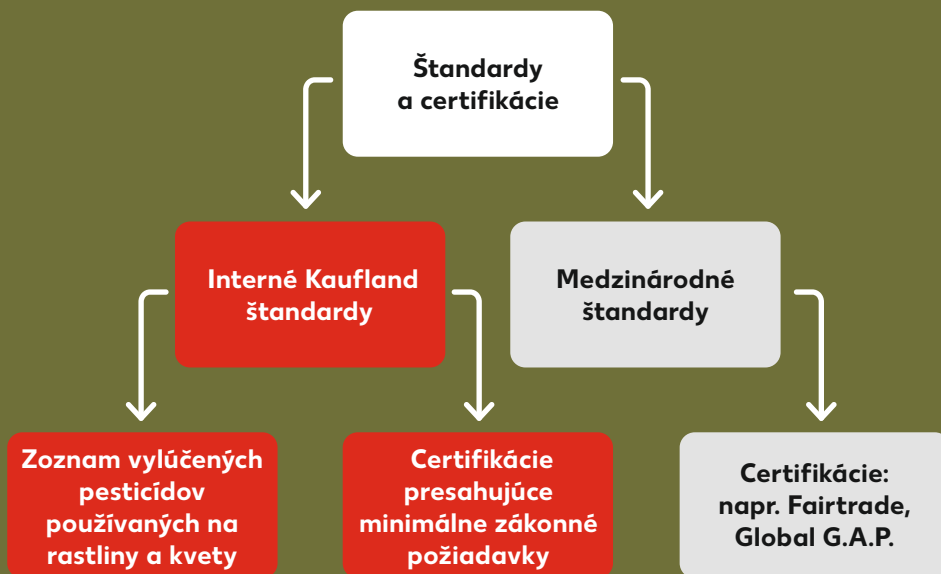 Štandardy
a certifikácie
Interné Kaufland
štandardy
Medzinárodné
štandardy
Zoznam vylúčených
pesticídov
používaných na
rastliny a kvety
Certifikácie
presahujúce
minimálne zákonné
požiadavky
Certifikácie:
napr. Fairtrade,
Global G.A.P.